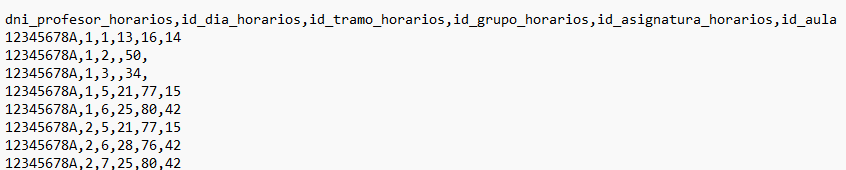 dni_profesor_horarios,id_dia_horarios,id_tramo_horarios,id_grupo_horarios,id_asignatura_horarios,id_aula
12345678A,1,1,13,16,14
12345678A,1,2,,50,
12345678A,1,3,,34,
12345678A,1,5,21,77,15
12345678A,1,6,25,80,42
12345678A,2,5,21,77,15
12345678A,2,6,28,76,42
12345678A,2,7,25,80,42